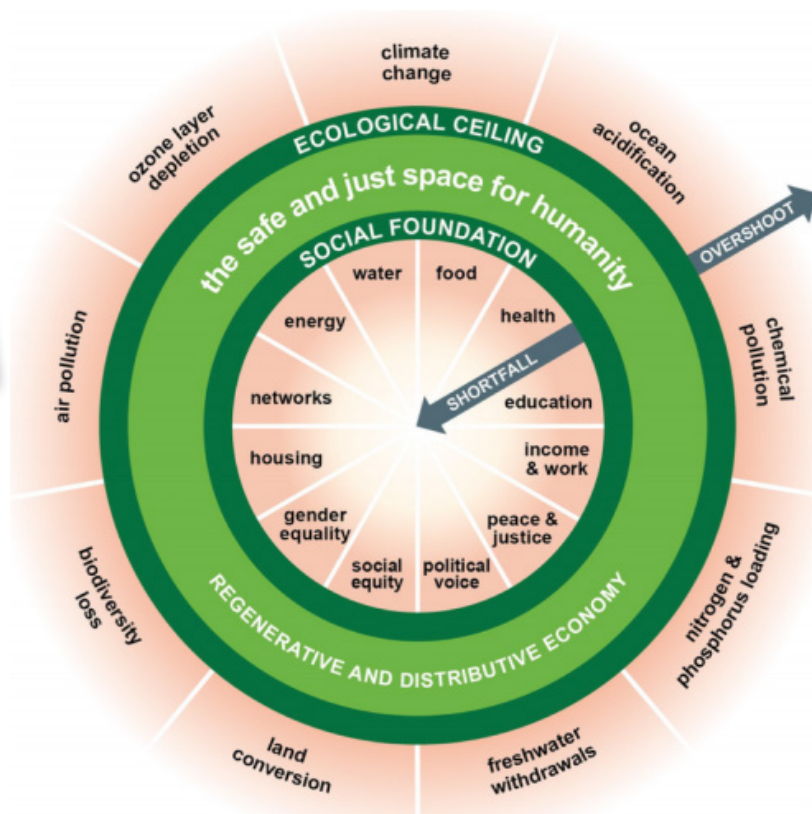 climate
change
ocean
acidification
OVERSHOOT
chemical
pollution
nitrogen &
phosphorus loading
freshwater
withdrawals
land
conversion
biodiversity
loss
air pollution
ozone layer
depletion
ECOLOGICAL CEILING
the safe and just space for humanity
SOCIAL FOUNDATION
water
food
health
SHORTFALL
education
income
& work
peace &
justice
political
voice
social
equity
gender
equality
housing
networks
energy
REGENERATIVE AND DISTRIBUTIVE ECONOMY